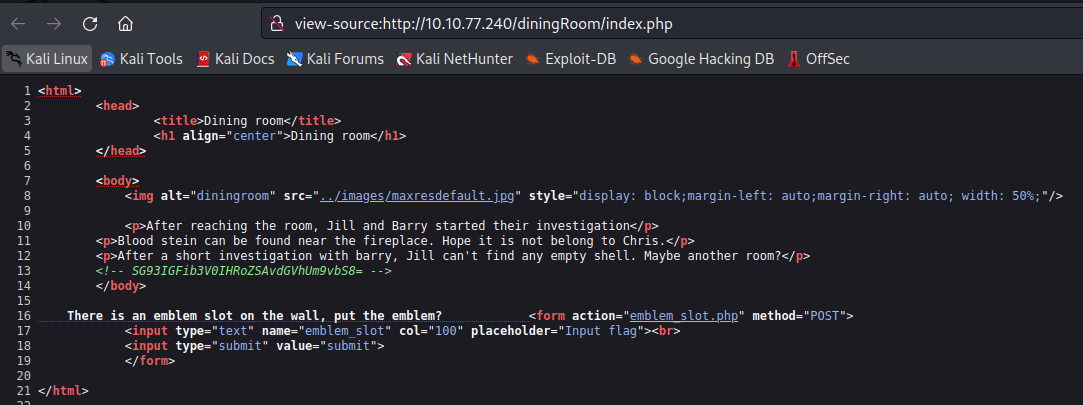 view-source:http://10.10.77.240/diningRoom/index.php
Kali Linux Kali Tools Kali Docs Kali Forums Kali NetHunter Exploit-DB Google Hacking DB OffSec
1 <html>
2 <head>
3 <title>Dining room</title>
4 <h1 align="center">Dining room</h1>
5 </head>
6
7 <body>
8 <img alt="diningroom" src="../images/maxresdefault.jpg" style="display: block;margin-left: auto;margin-right: auto; width: 50%;"/>
9
10 <p>After reaching the room, Jill and Barry started their investigation</p>
11 <p>Blood stein can be found near the fireplace. Hope it is not belong to Chris.</p>
12 <p>After a short investigation with barry, Jill can't find any empty shell. Maybe another room?</p>
13 <!-- SG93IGFib3V0IHRoZSAvdGVhUm9vbS8= -->
14 </body>
15
16 There is an emblem slot on the wall, put the emblem? <form action="emblem_slot.php" method="POST">
17 <input type="text" name="emblem_slot" col="100" placeholder="Input flag"><br>
18 <input type="submit" value="submit">
19 </form>
20
21 </html>
22